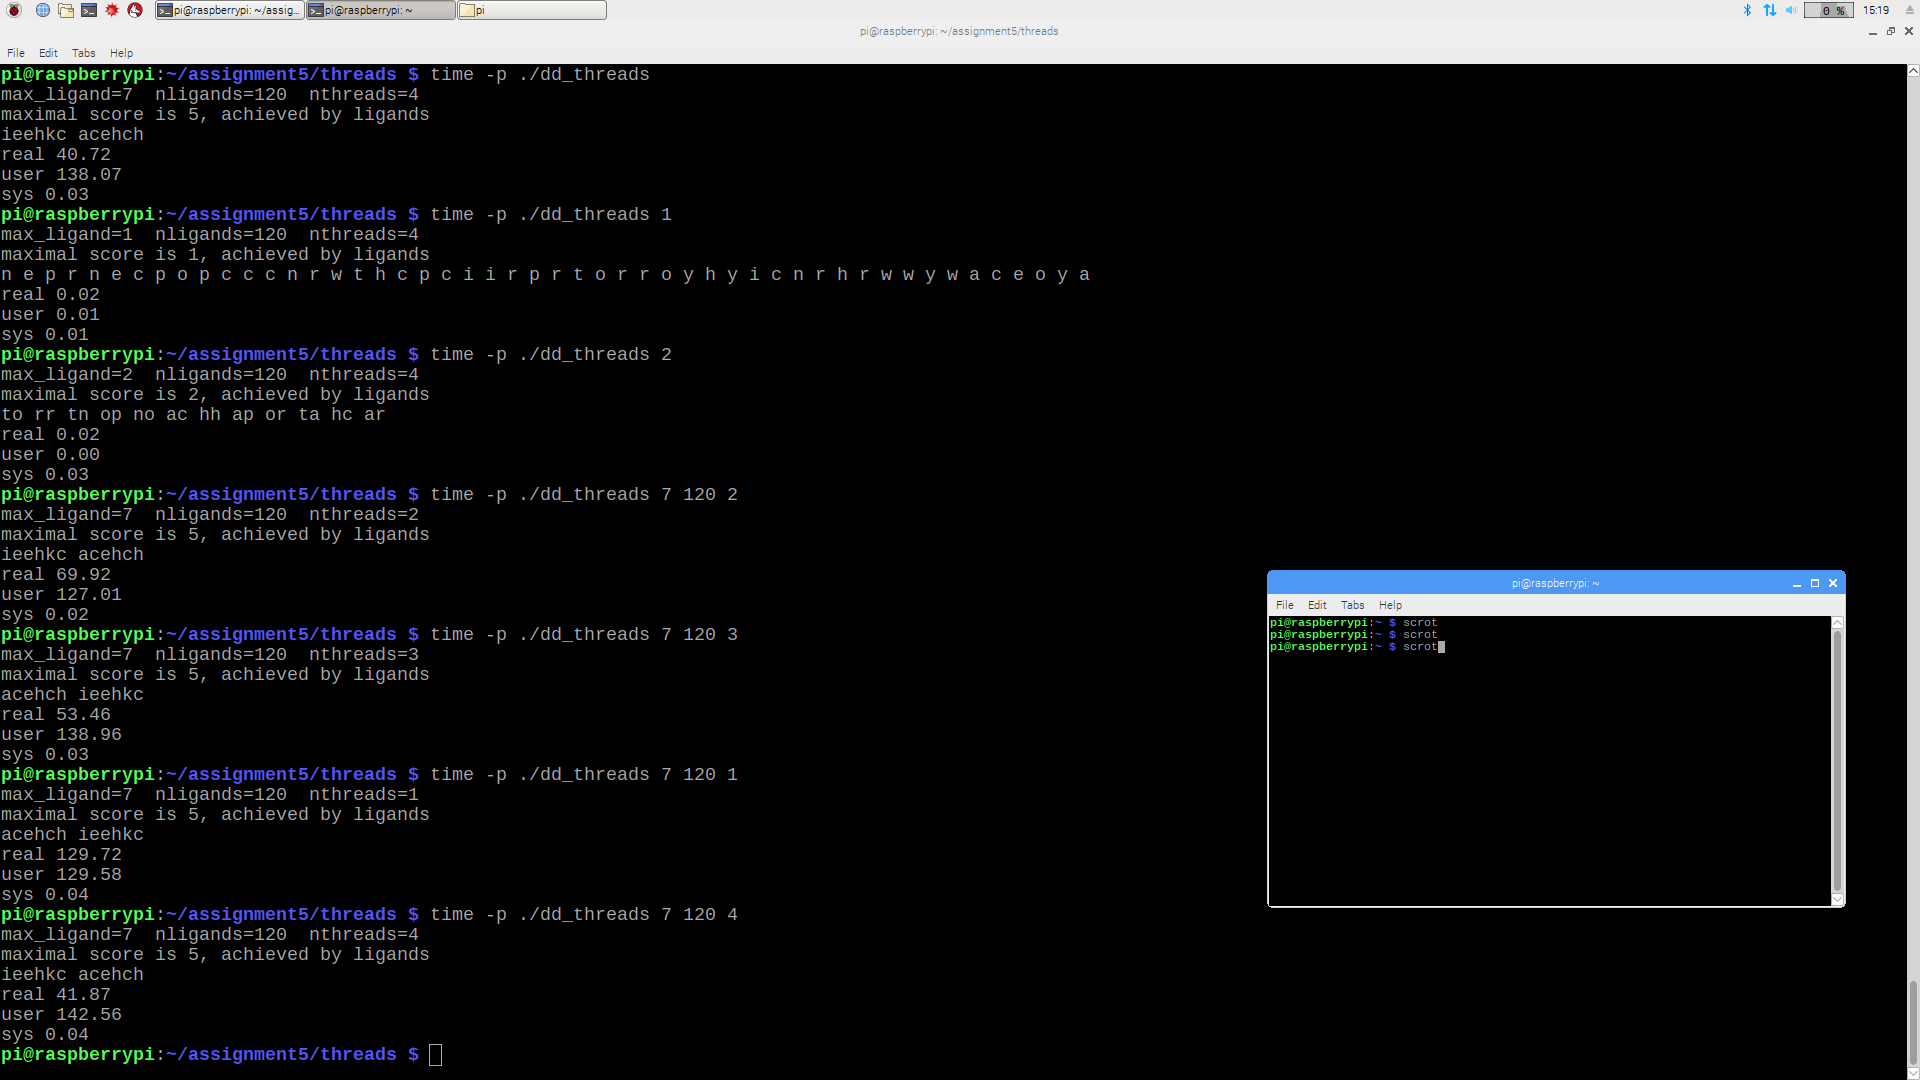 pi@raspberrypi: ~/assig...
pi@raspberrypi: ~
pi
0 %
15:19
pi@raspberrypi: ~/assignment5/threads
File Edit Tabs Help
pi@raspberrypi:~/assignment5/threads $ time -p ./dd_threads
max_ligand=7  nligands=120  nthreads=4
maximal score is 5, achieved by ligands
ieehkc acehch
real 40.72
user 138.07
sys 0.03
pi@raspberrypi:~/assignment5/threads $ time -p ./dd_threads 1
max_ligand=1  nligands=120  nthreads=4
maximal score is 1, achieved by ligands
n e p r n e c p o p c c c n r w t h c p c i i r p r t o r r o y h y i c n r h r w w y w a c e o y a
real 0.02
user 0.01
sys 0.01
pi@raspberrypi:~/assignment5/threads $ time -p ./dd_threads 2
max_ligand=2  nligands=120  nthreads=4
maximal score is 2, achieved by ligands
to rr tn op no ac hh ap or ta hc ar
real 0.02
user 0.00
sys 0.03
pi@raspberrypi:~/assignment5/threads $ time -p ./dd_threads 7 120 2
max_ligand=7  nligands=120  nthreads=2
maximal score is 5, achieved by ligands
ieehkc acehch
real 69.92
user 127.01
sys 0.02
pi@raspberrypi:~/assignment5/threads $ time -p ./dd_threads 7 120 3
max_ligand=7  nligands=120  nthreads=3
maximal score is 5, achieved by ligands
acehch ieehkc
real 53.46
user 138.96
sys 0.03
pi@raspberrypi:~/assignment5/threads $ time -p ./dd_threads 7 120 1
max_ligand=7  nligands=120  nthreads=1
maximal score is 5, achieved by ligands
acehch ieehkc
real 129.72
user 129.58
sys 0.04
pi@raspberrypi:~/assignment5/threads $ time -p ./dd_threads 7 120 4
max_ligand=7  nligands=120  nthreads=4
maximal score is 5, achieved by ligands
ieehkc acehch
real 41.87
user 142.56
sys 0.04
pi@raspberrypi:~/assignment5/threads $
pi@raspberrypi: ~
File Edit Tabs Help
pi@raspberrypi:~ $ scrot
pi@raspberrypi:~ $ scrot
pi@raspberrypi:~ $ scrot